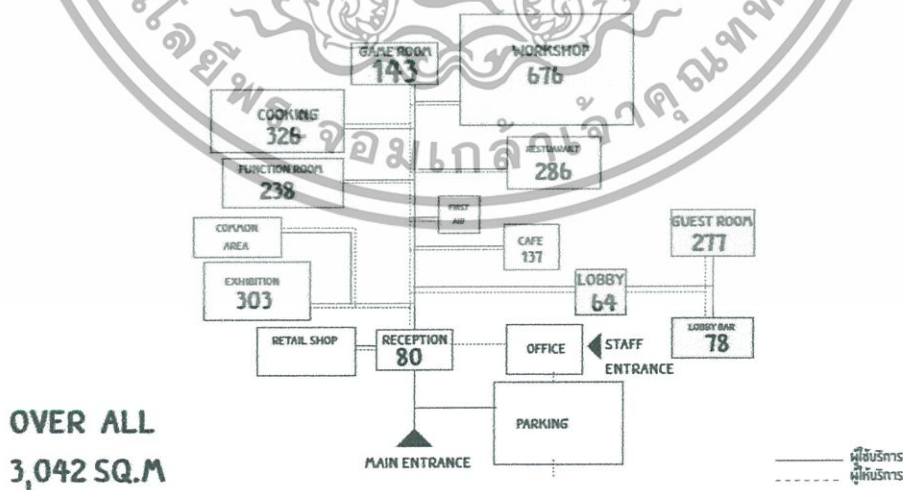 GAME ROOM
143
WORKSHOP
676
COOKING
326
RESTUARANT
286
FUNCTION ROOM
238
FIRST
AID
COMMON
AREA
CAFE
137
GUEST ROOM
277
EXHIBITION
303
LOBBY
64
RETAIL SHOP
RECEPTION
80
OFFICE
STAFF
ENTRANCE
LOBBY BAR
78
PARKING
MAIN ENTRANCE
OVER ALL
3,042 SQ.M
ผู้ใช้บริการ
ผู้ให้บริการ